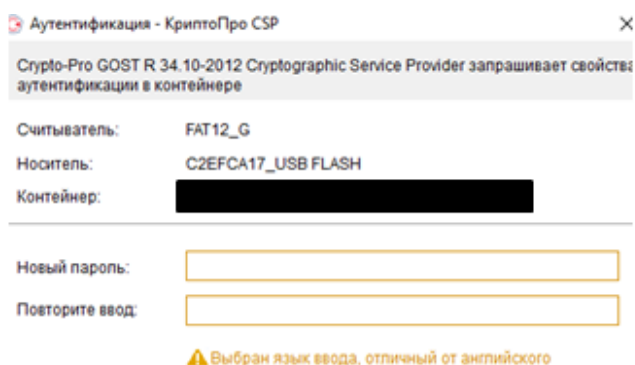 Аутентификация - КриптоПро CSP
Crypto-Pro GOST R 34.10-2012 Cryptographic Service Provider запрашивает свойства
аутентификации в контейнере
Считыватель: FAT12_G
Носитель: C2EFCA17_USB FLASH
Контейнер:
Новый пароль:
Повторите ввод:
Выбран язык ввода, отличный от английского